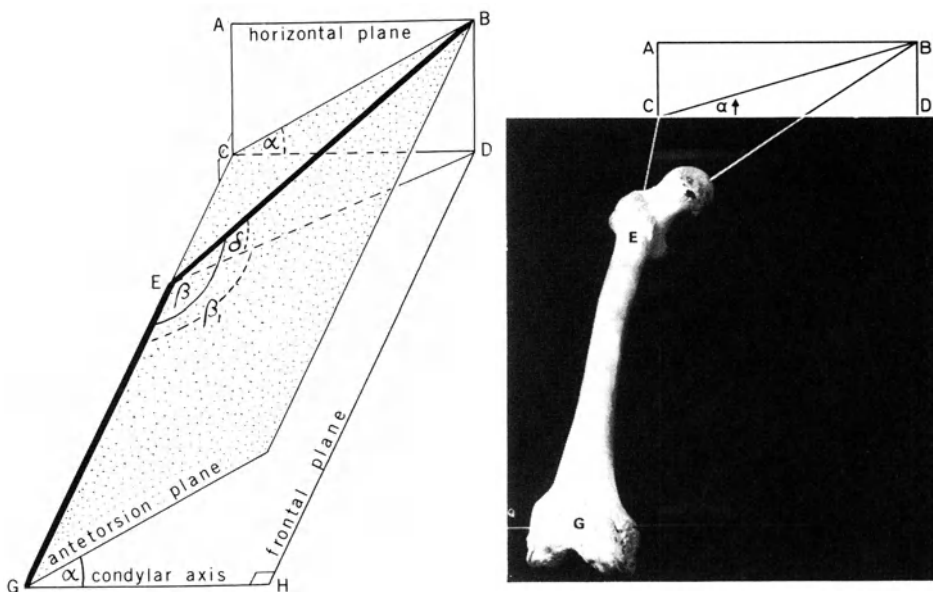 A
B
horizontal plane
C
α
D
E
β
δ
β₁
antetorsion plane
frontal plane
G
α
condylar axis
H
A
B
C
α
D
E
G